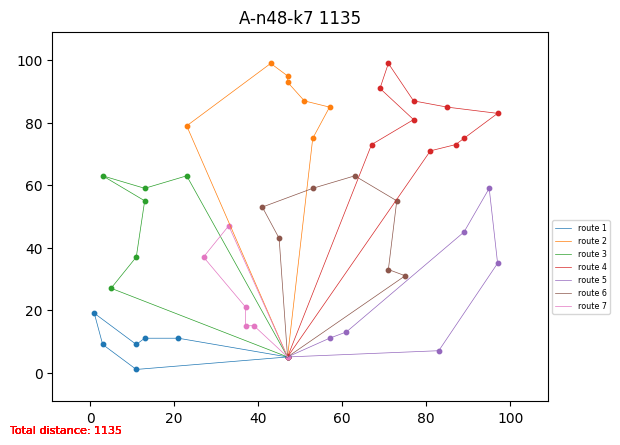 A-n48-k7 1135
100
80
60
40
20
0
0 20 40 60 80 100
route 1
route 2
route 3
route 4
route 5
route 6
route 7
Total distance: 1135